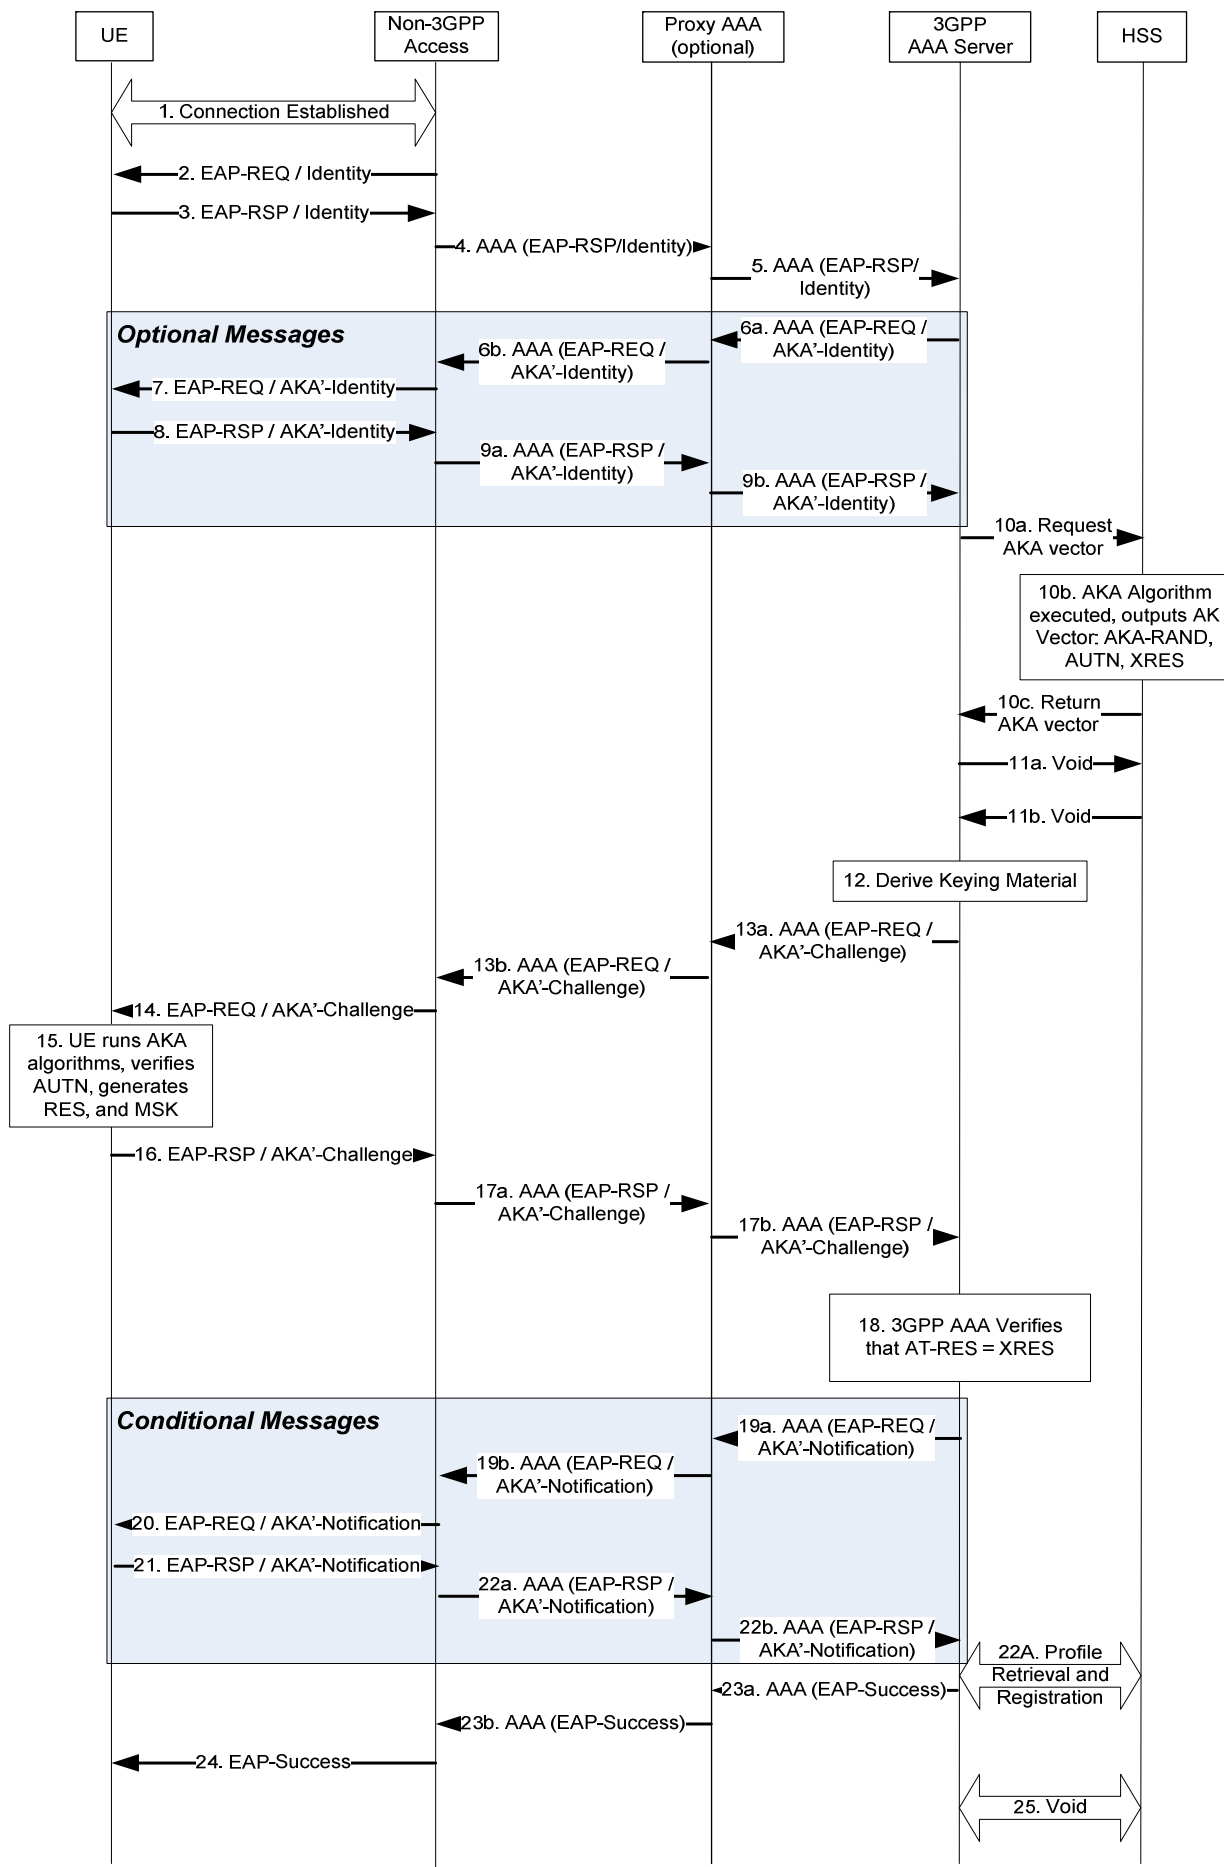 UE
Non-3GPP
Access
Proxy AAA
(optional)
3GPP
AAA Server
HSS
1. Connection Established
2. EAP-REQ / Identity
3. EAP-RSP / Identity
4. AAA (EAP-RSP/Identity)
5. AAA (EAP-RSP/
Identity)
Optional Messages
6a. AAA (EAP-REQ /
AKA’-Identity)
6b. AAA (EAP-REQ /
AKA’-Identity)
7. EAP-REQ / AKA’-Identity
8. EAP-RSP / AKA’-Identity
9a. AAA (EAP-RSP /
AKA’-Identity)
9b. AAA (EAP-RSP /
AKA’-Identity)
10a. Request
AKA vector
10b. AKA Algorithm
executed, outputs AK
Vector: AKA-RAND,
AUTN, XRES
10c. Return
AKA vector
11a. Void
11b. Void
12. Derive Keying Material
13a. AAA (EAP-REQ /
AKA’-Challenge)
13b. AAA (EAP-REQ /
AKA’-Challenge)
14. EAP-REQ / AKA’-Challenge
15. UE runs AKA
algorithms, verifies
AUTN, generates
RES, and MSK
16. EAP-RSP / AKA’-Challenge
17a. AAA (EAP-RSP /
AKA’-Challenge)
17b. AAA (EAP-RSP /
AKA’-Challenge)
18. 3GPP AAA Verifies
that AT-RES = XRES
Conditional Messages
19a. AAA (EAP-REQ /
AKA’-Notification)
19b. AAA (EAP-REQ /
AKA’-Notification)
20. EAP-REQ / AKA’-Notification
21. EAP-RSP / AKA’-Notification
22a. AAA (EAP-RSP /
AKA’-Notification)
22b. AAA (EAP-RSP /
AKA’-Notification)
22A. Profile
Retrieval and
Registration
23a. AAA (EAP-Success)
23b. AAA (EAP-Success)
24. EAP-Success
25. Void